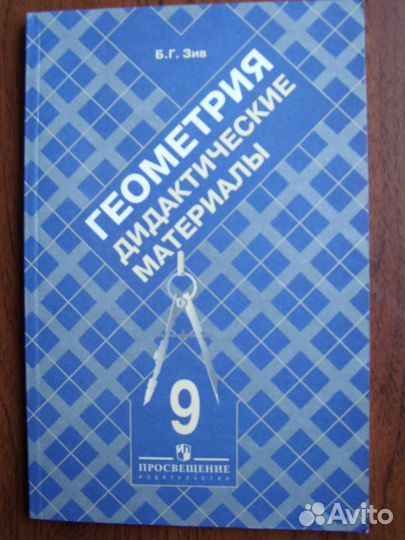 Б.Г. Зив
ГЕОМЕТРИЯ
ДИДАКТИЧЕСКИЕ
МАТЕРИАЛЫ
9
ПРОСВЕЩЕНИЕ
ИЗДАТЕЛЬСТВО
Avito